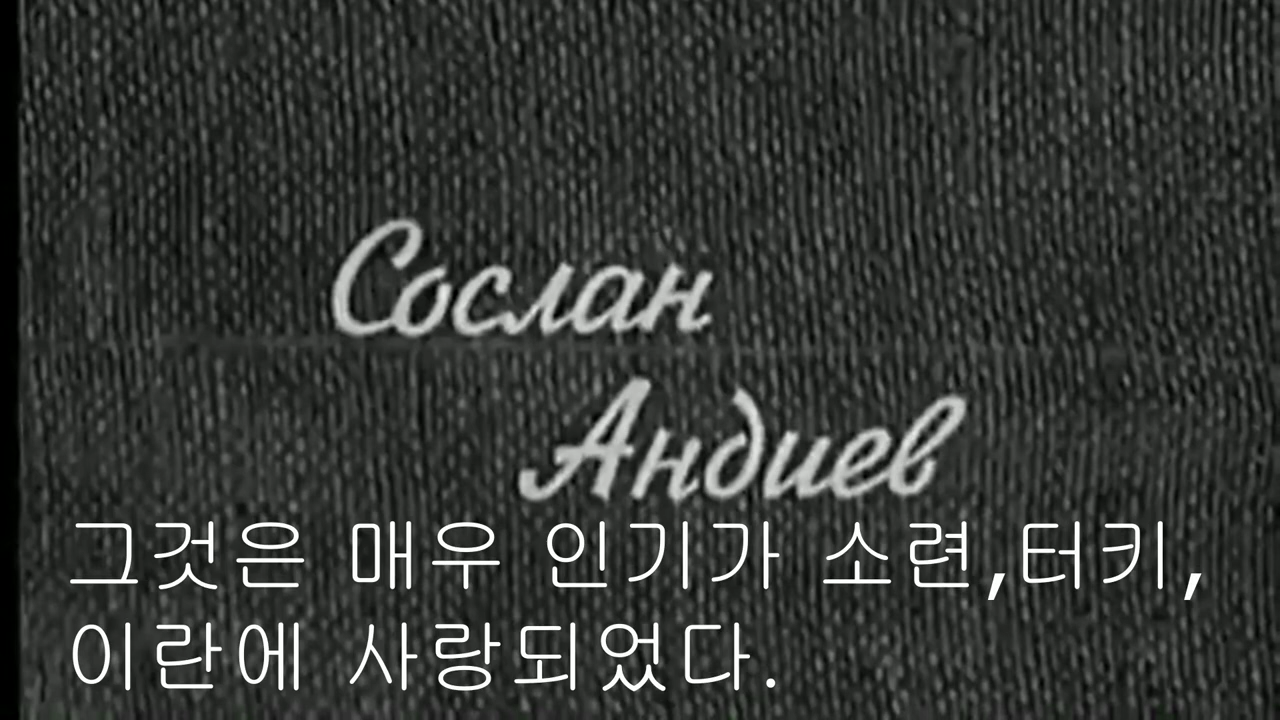 Сослан
Андиев
그것은 매우 인기가 소련,터키,
이란에 사랑되었다.